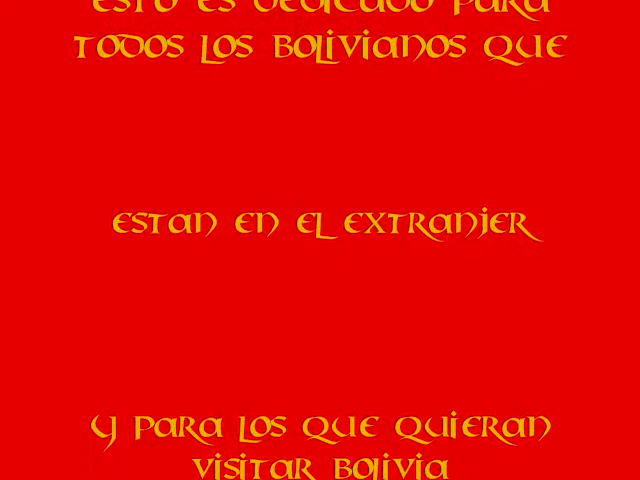 ESTO ES DEDICADO PARA
TODOS LOS BOLIVIANOS QUE
ESTAN EN EL EXTRANJER
Y PARA LOS QUE QUIERAN
VISITAR BOLIVIA